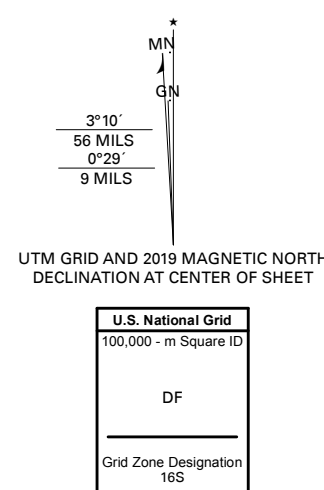 ★
MN
GN
3°10´
56 MILS
0°29´
9 MILS
UTM GRID AND 2019 MAGNETIC NORTH
DECLINATION AT CENTER OF SHEET
U.S. National Grid
100,000 - m Square ID
DF
Grid Zone Designation
16S